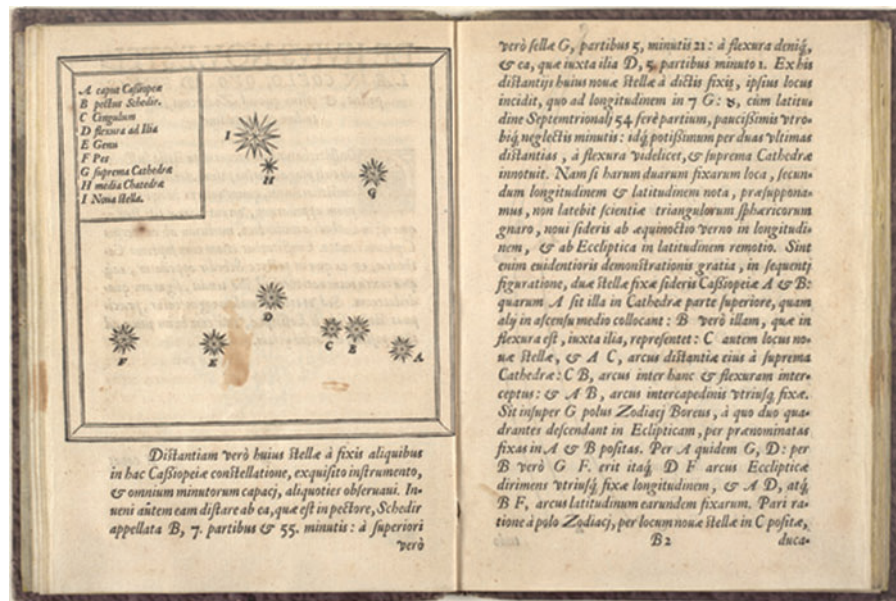 A caput Cassiopeæ
B pectus Schedir.
C Cingulum
D flexura ad Ilia
E Genu
F Pes
G suprema Cathedræ
H media Chatedræ
I Noua stella.
I
H
G
D
C
B
A
E
F
Distantiam verò huius stellæ à fixis aliquibus
in hac Cassiopeiæ constellatione, exquisito instrumento,
& omnium minutorum capacj, aliquoties obseruaui. In-
ueni autem eam distare ab ea, quæ est in pectore, Schedir
appellata B, 7. partibus & 55. minutis: à superiori
verò
verò stellæ G, partibus 5, minutis 21: à flexura deniq́,
& ea, quæ iuxta ilia D, 5 partibus minuto 1. Ex his
distantijs huius nouæ stellæ à dictis fixis, ipsius locus
incidit, quo ad longitudinem in 7 G: ♉, cùm latitu-
dine Septemtrionalj 54 ferè partium, paucissimis vtro-
biq́ neglectis minutis: idq́ potissimum per duas vltimas
distantias, à flexura videlicet, & suprema Cathedræ
innotuit. Nam si harum duarum fixarum loca, secun-
dum longitudinem & latitudinem nota, præsuppona-
mus, non latebit scientiæ triangulorum sphæricorum
gnaro, noui sideris ab æquinoctio verno in longitudi-
nem, & ab Eccliptica in latitudinem remotio. Sint
enim euidentioris demonstrationis gratia, in sequentj
figuratione, duæ stellæ fixæ sideris Cassiopeiæ A & B:
quarum A sit illa in Cathedræ parte superiore, quam
alij in ascensu medio collocant: B verò illam, quæ in
flexura est, iuxta ilia, representet: C autem locus no-
uæ stellæ, & A C, arcus distantiæ eius à suprema
Cathedræ: C B, arcus inter hanc & flexuram inter-
ceptus: & A B, arcus intercapedinis vtriusq́ fixæ.
Sit insuper G polus Zodiacj Boreus, à quo duo qua-
drantes descendant in Eclipticam, per prænominatas
fixas in A & B positas. Per A quidem G, D: per
B verò G F. erit itaq́ D F arcus Ecclipticæ
dirimens vtriusq́ fixæ longitudinem, & A D, atq́
B F, arcus latitudinum earundem fixarum. Pari ra-
tione à polo Zodiacj, per locum nouæ stellæ in C positæ,
B2 duca-